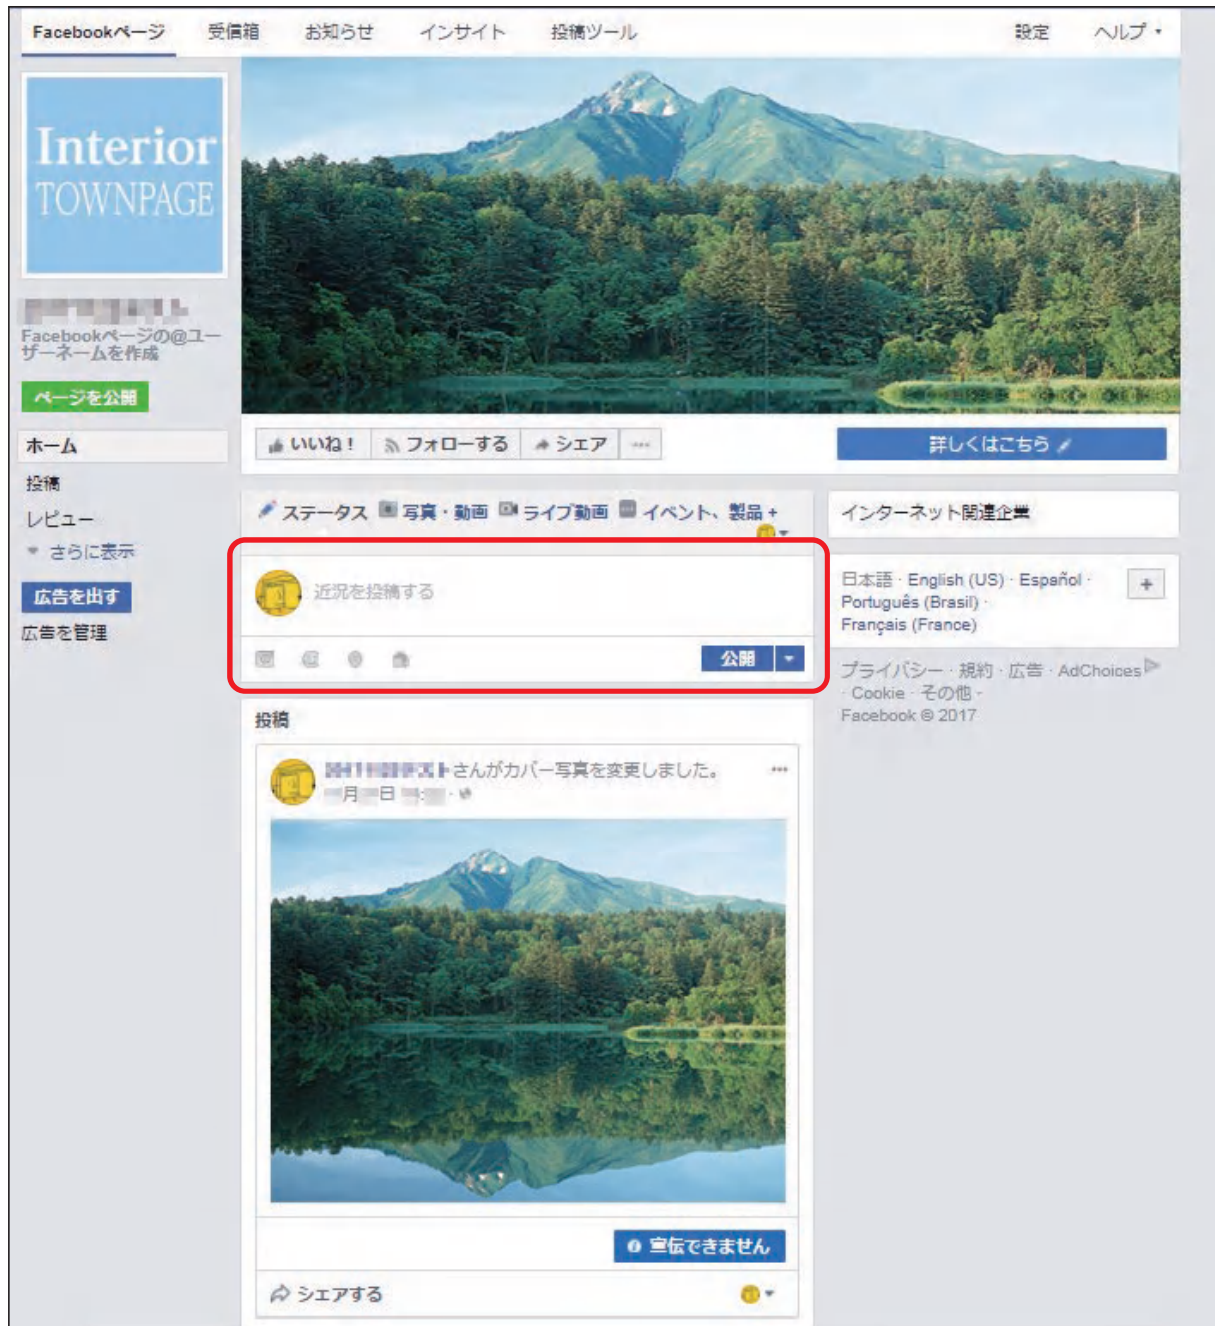 Facebookページ 受信箱 お知らせ インサイト 投稿ツール 設定 ヘルプ
Interior
TOWNPAGE
Facebookページの@ユー
ザーネームを作成
ページを公開
ホーム
投稿
レビュー
さらに表示
広告を出す
広告を管理
いいね! フォローする シェア ... 詳しくはこちら
ステータス 写真・動画 ライブ動画 イベント、製品 +
近況を投稿する
公開
投稿
テストさんがカバー写真を変更しました。 ...
月 日
宣伝できません
シェアする
インターネット関連企業
日本語 · English (US) · Español ·
Português (Brasil) ·
Français (France)
+
プライバシー · 規約 · 広告 · AdChoices
· Cookie · その他 ·
Facebook © 2017